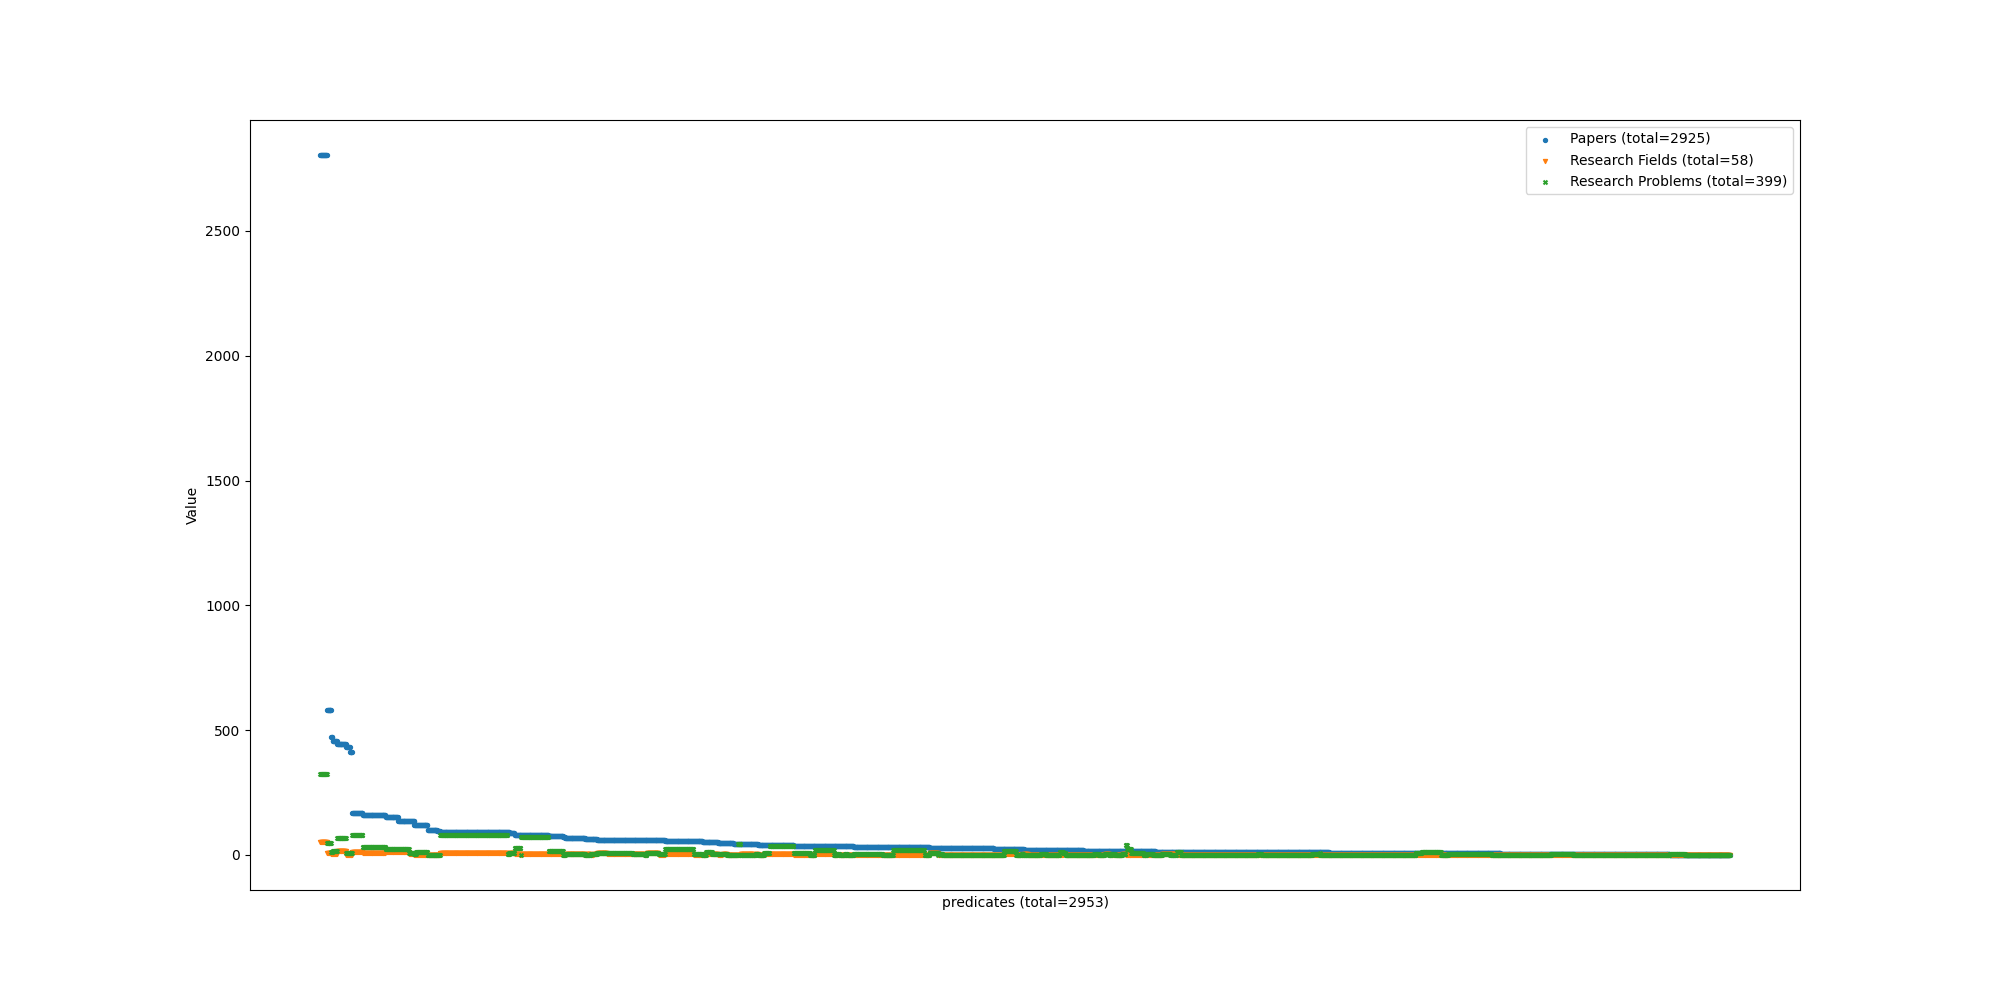 Papers (total=2925)
Research Fields (total=58)
Research Problems (total=399)
2500
2000
1500
1000
500
0
Value
predicates (total=2953)